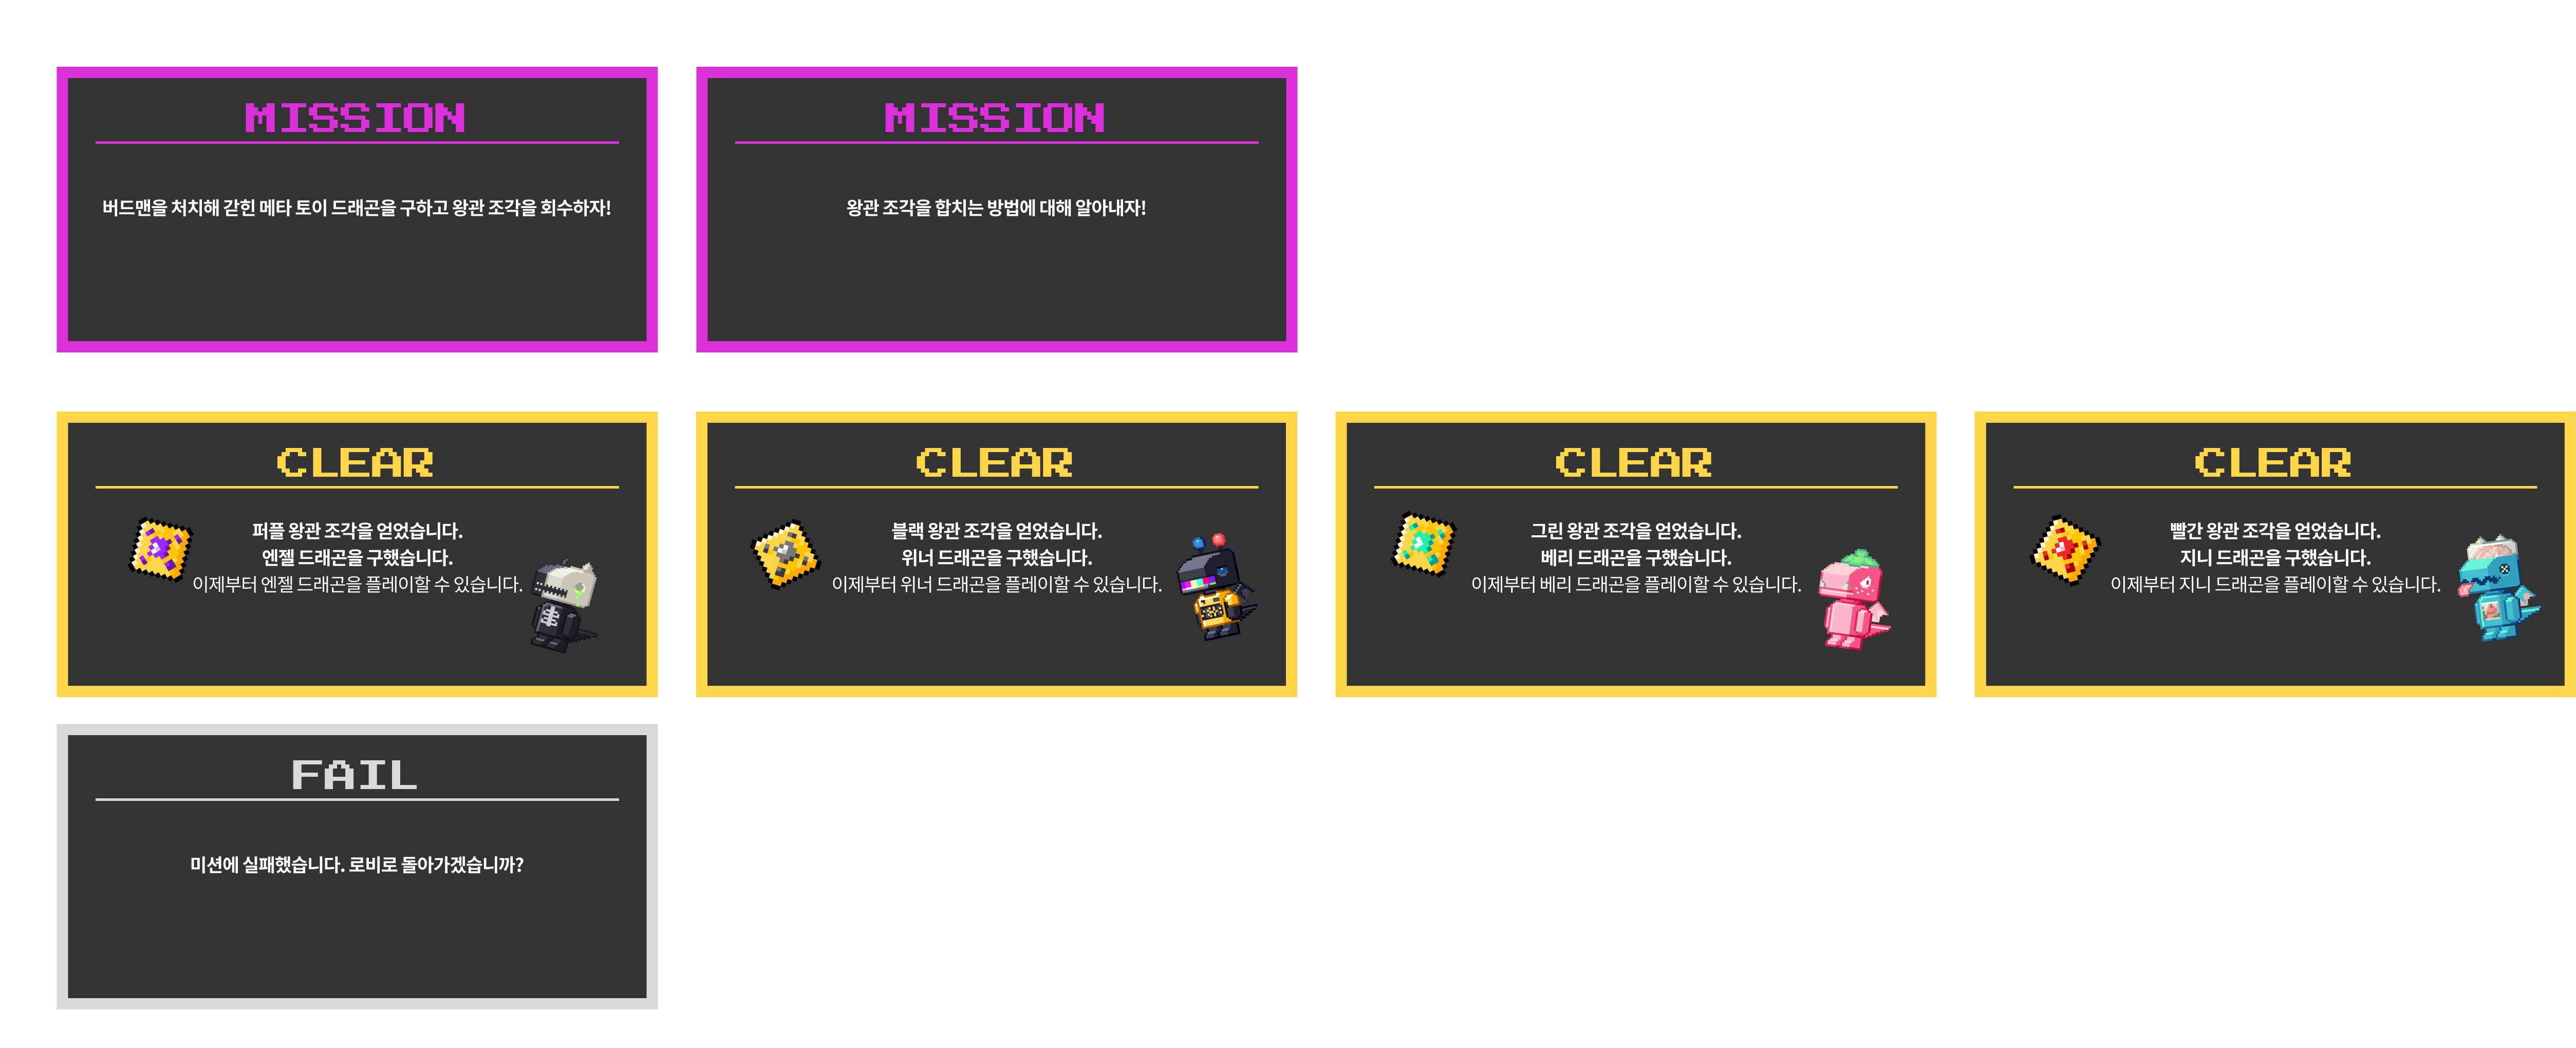 MISSION
버드맨을 처치해 갇힌 메타 토이 드래곤을 구하고 왕관 조각을 회수하자!
MISSION
왕관 조각을 합치는 방법에 대해 알아내자!
CLEAR
퍼플 왕관 조각을 얻었습니다.
엔젤 드래곤을 구했습니다.
이제부터 엔젤 드래곤을 플레이할 수 있습니다.
CLEAR
블랙 왕관 조각을 얻었습니다.
위너 드래곤을 구했습니다.
이제부터 위너 드래곤을 플레이할 수 있습니다.
CLEAR
그린 왕관 조각을 얻었습니다.
베리 드래곤을 구했습니다.
이제부터 베리 드래곤을 플레이할 수 있습니다.
CLEAR
빨간 왕관 조각을 얻었습니다.
지니 드래곤을 구했습니다.
이제부터 지니 드래곤을 플레이할 수 있습니다.
FAIL
미션에 실패했습니다. 로비로 돌아가겠습니까?